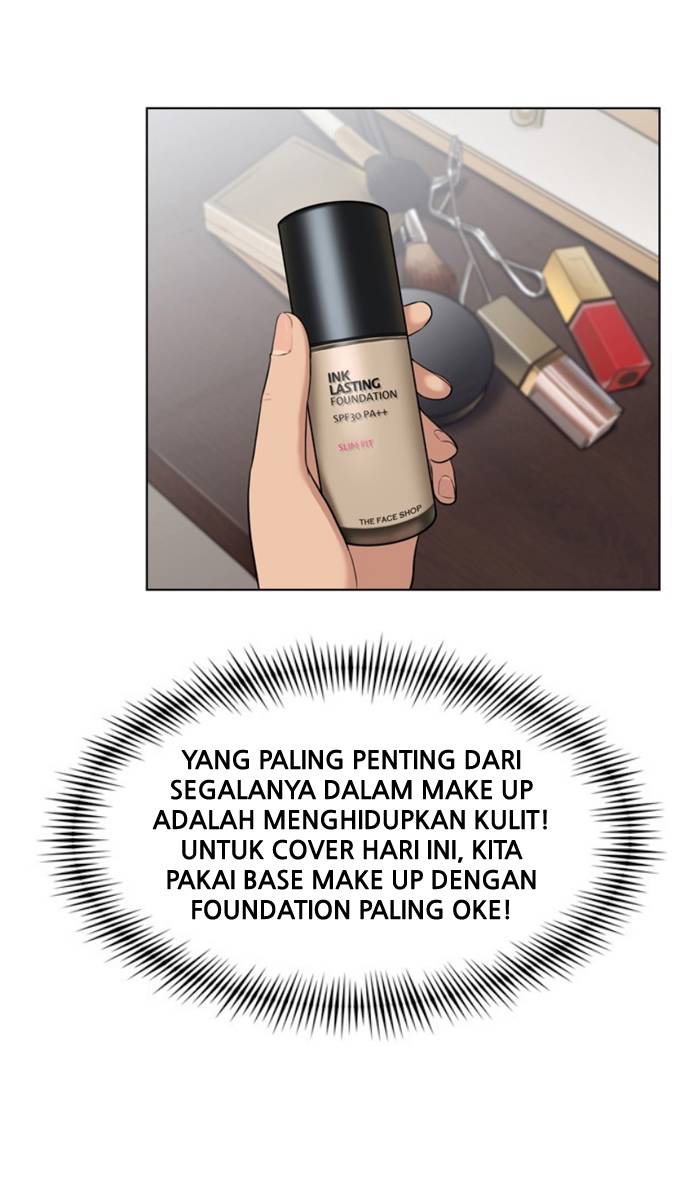 INK
LASTING
FOUNDATION
SPF30 PA++
SLIM FIT
THE FACE SHOP
YANG PALING PENTING DARI
SEGALANYA DALAM MAKE UP
ADALAH MENGHIDUPKAN KULIT!
UNTUK COVER HARI INI, KITA
PAKAI BASE MAKE UP DENGAN
FOUNDATION PALING OKE!